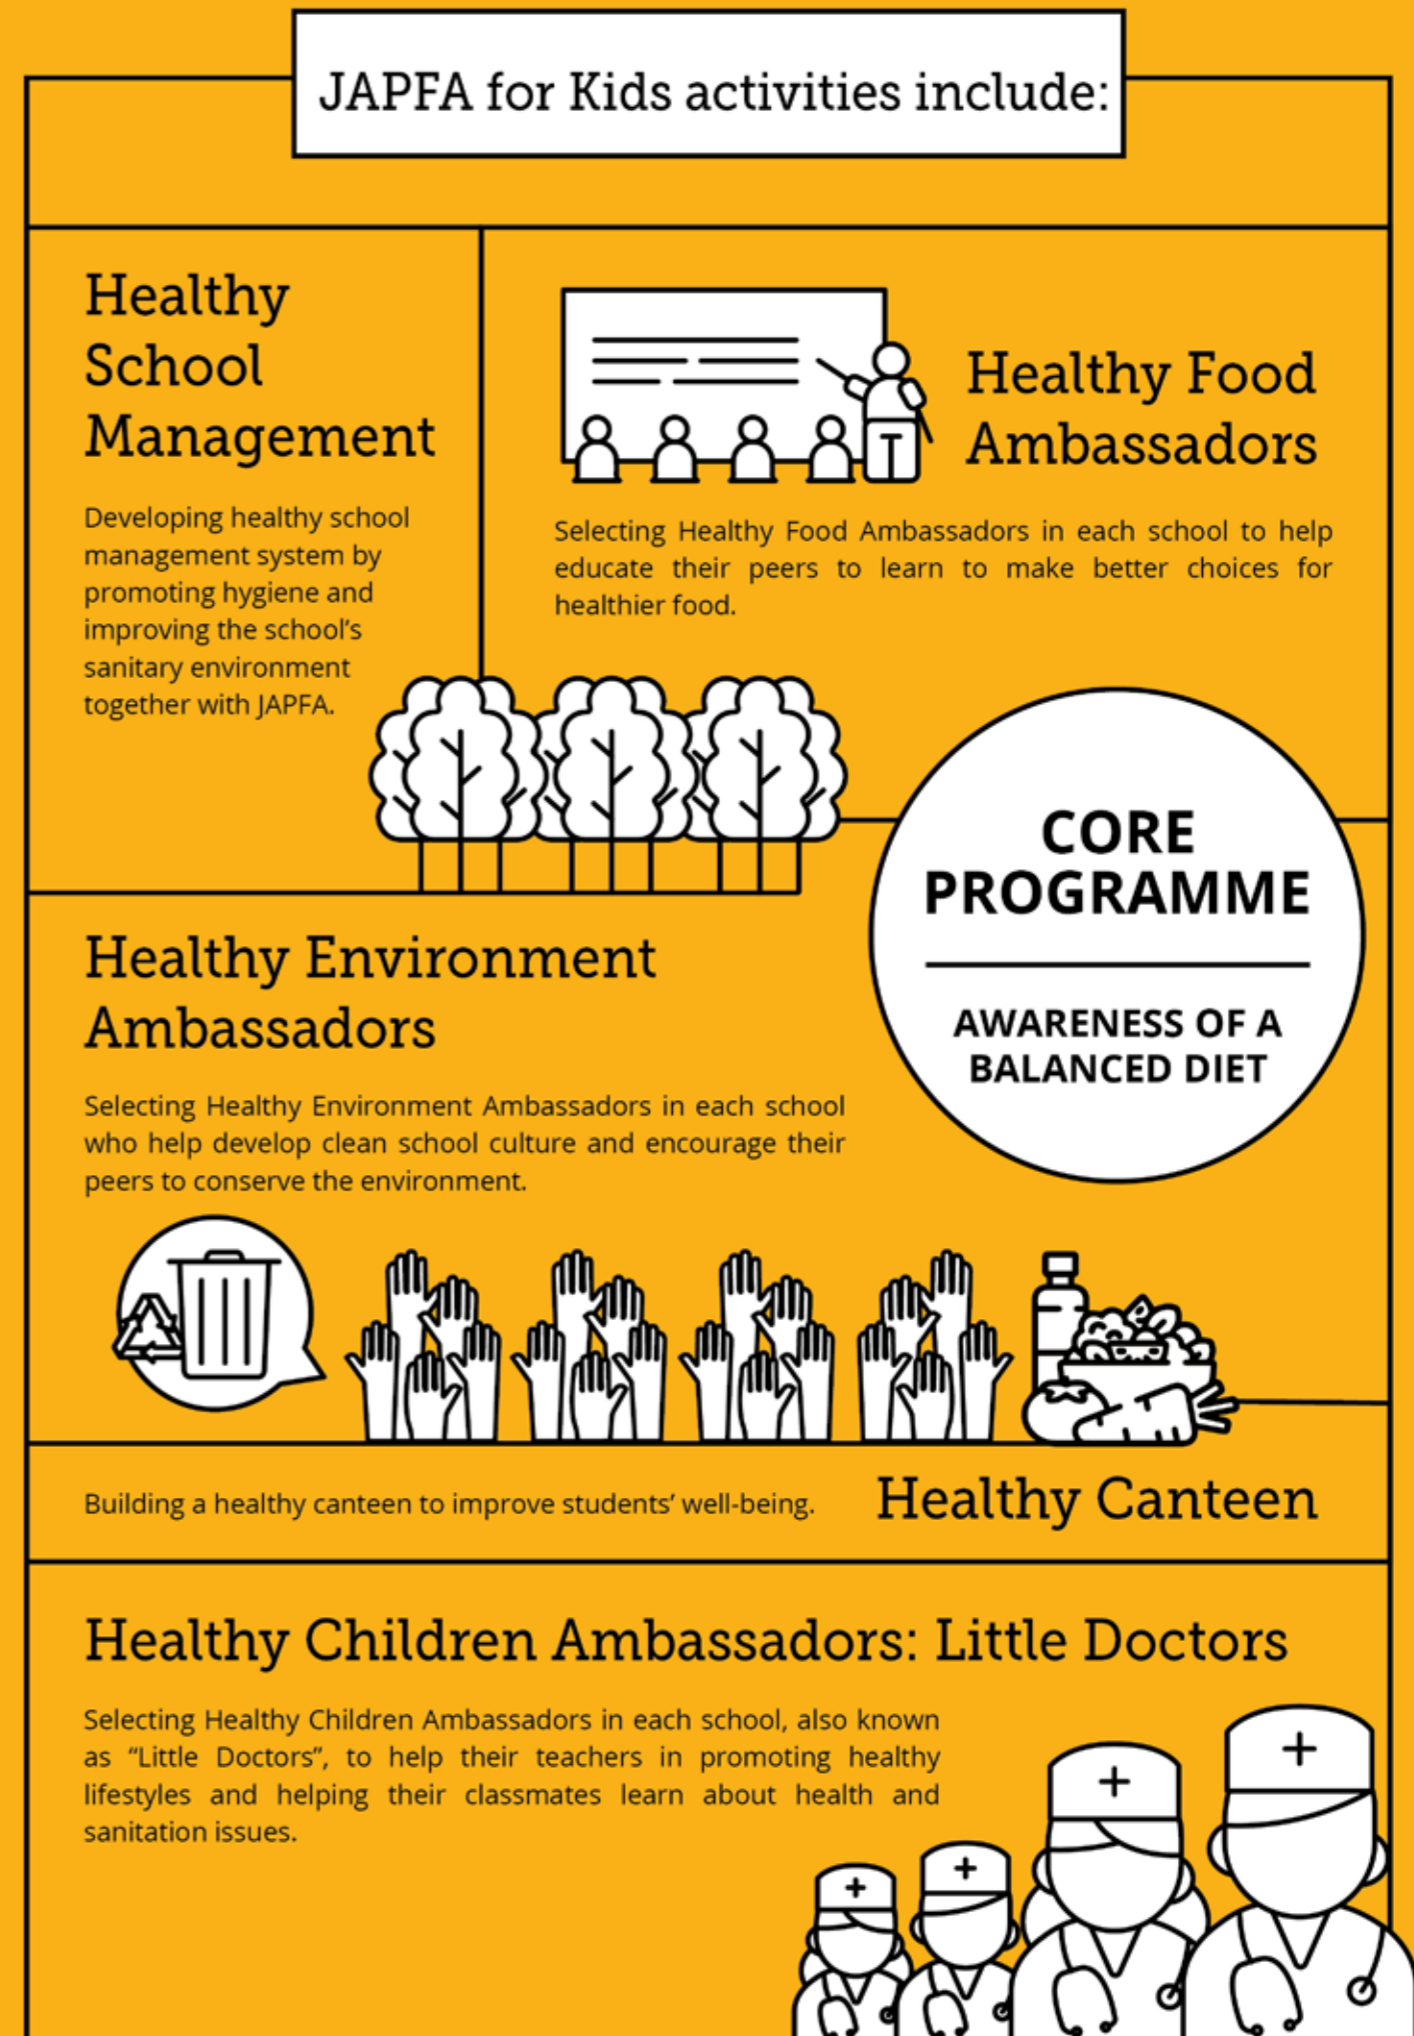 JAPFA for Kids activities include:
Healthy
School
Management
Developing healthy school
management system by
promoting hygiene and
improving the school’s
sanitary environment
together with JAPFA.
Healthy Food
Ambassadors
Selecting Healthy Food Ambassadors in each school to help
educate their peers to learn to make better choices for
healthier food.
CORE
PROGRAMME
AWARENESS OF A
BALANCED DIET
Healthy Environment
Ambassadors
Selecting Healthy Environment Ambassadors in each school
who help develop clean school culture and encourage their
peers to conserve the environment.
Building a healthy canteen to improve students’ well-being.
Healthy Canteen
Healthy Children Ambassadors: Little Doctors
Selecting Healthy Children Ambassadors in each school, also known
as “Little Doctors”, to help their teachers in promoting healthy
lifestyles and helping their classmates learn about health and
sanitation issues.